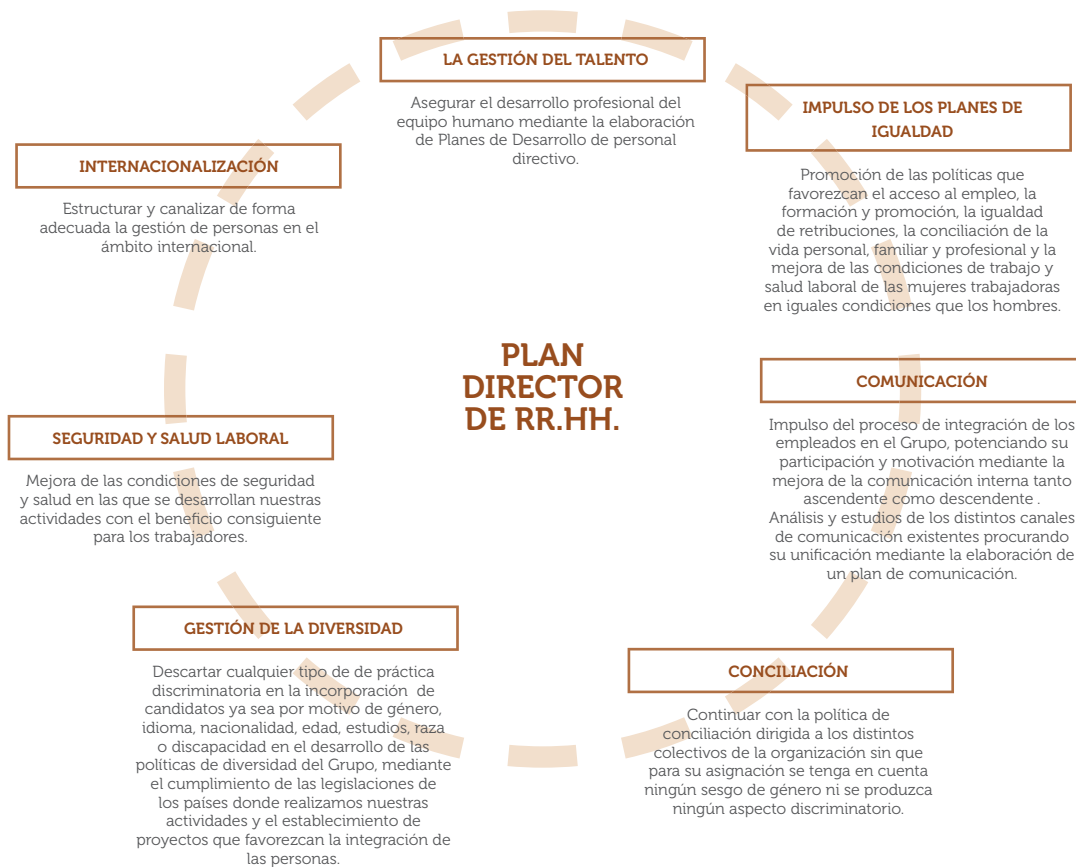 LA GESTIÓN DEL TALENTO
Asegurar el desarrollo profesional del
equipo humano mediante la elaboración
de Planes de Desarrollo de personal
directivo.
IMPULSO DE LOS PLANES DE
IGUALDAD
Promoción de las políticas que
favorezcan el acceso al empleo, la
formación y promoción, la igualdad
de retribuciones, la conciliación de la
vida personal, familiar y profesional y la
mejora de las condiciones de trabajo y
salud laboral de las mujeres trabajadoras
en iguales condiciones que los hombres.
INTERNACIONALIZACIÓN
Estructurar y canalizar de forma
adecuada la gestión de personas en el
ámbito internacional.
PLAN
DIRECTOR
DE RR.HH.
COMUNICACIÓN
Impulso del proceso de integración de los
empleados en el Grupo, potenciando su
participación y motivación mediante la
mejora de la comunicación interna tanto
ascendente como descendente .
Análisis y estudios de los distintos canales
de comunicación existentes procurando
su unificación mediante la elaboración de
un plan de comunicación.
SEGURIDAD Y SALUD LABORAL
Mejora de las condiciones de seguridad
y salud en las que se desarrollan nuestras
actividades con el beneficio consiguiente
para los trabajadores.
GESTIÓN DE LA DIVERSIDAD
Descartar cualquier tipo de de práctica
discriminatoria en la incorporación  de
candidatos ya sea por motivo de género,
idioma, nacionalidad, edad, estudios, raza
o discapacidad en el desarrollo de las
políticas de diversidad del Grupo, mediante
el cumplimiento de las legislaciones de
los países donde realizamos nuestras
actividades y el establecimiento de
proyectos que favorezcan la integración de
las personas.
CONCILIACIÓN
Continuar con la política de
conciliación dirigida a los distintos
colectivos de la organización sin que
para su asignación se tenga en cuenta
ningún sesgo de género ni se produzca
ningún aspecto discriminatorio.